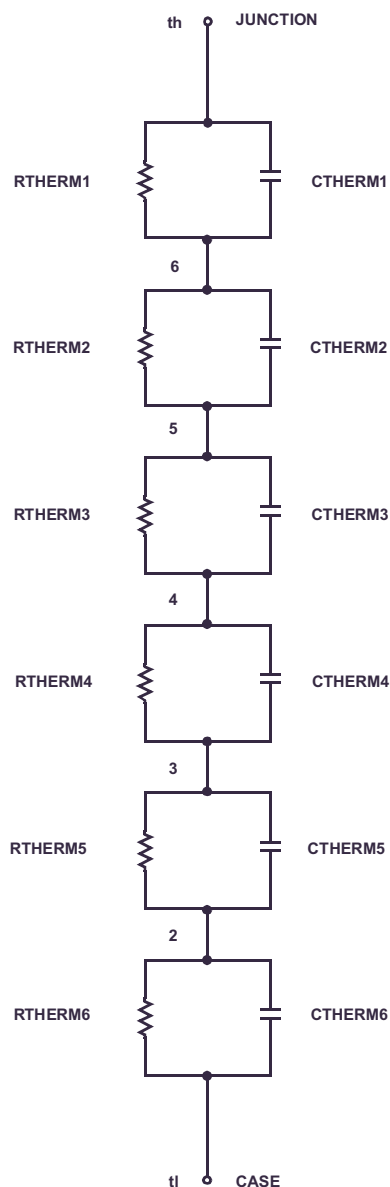 th JUNCTION
RTHERM1 CTHERM1
6
RTHERM2 CTHERM2
5
RTHERM3 CTHERM3
4
RTHERM4 CTHERM4
3
RTHERM5 CTHERM5
2
RTHERM6 CTHERM6
tl CASE